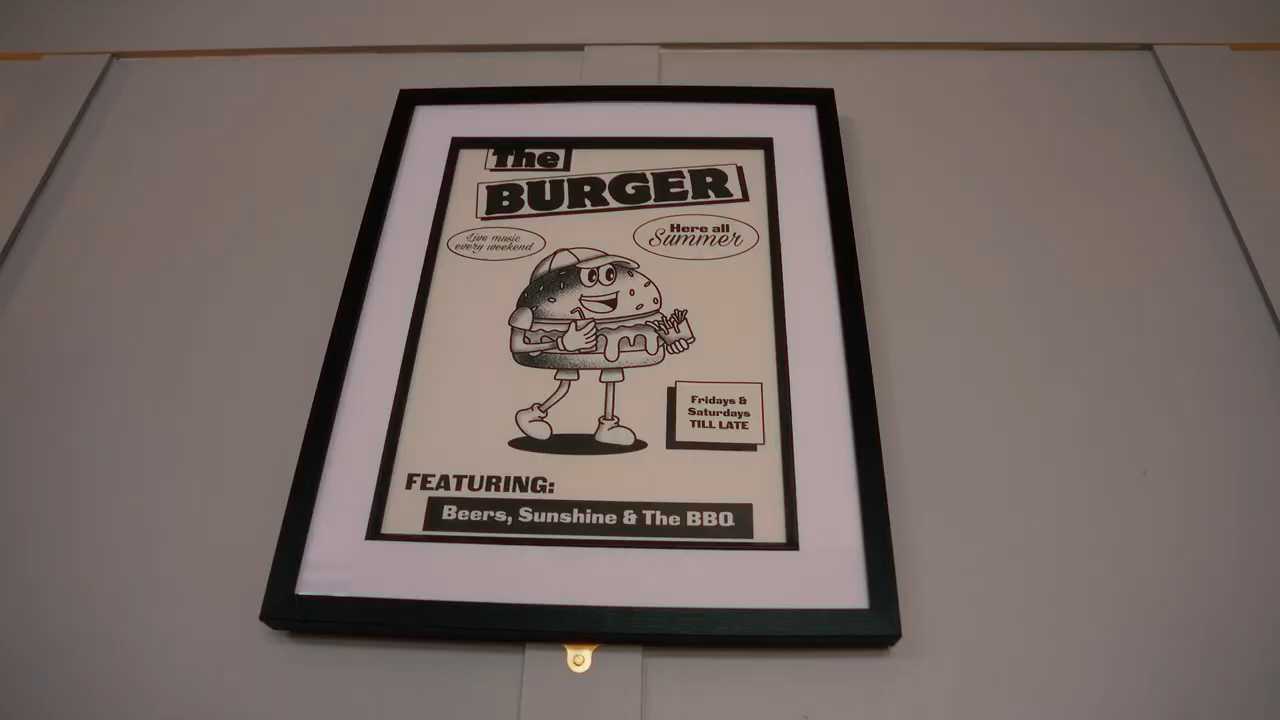 The
BURGER
Live music
every weekend
Here all
Summer
Fridays &
Saturdays
TILL LATE
FEATURING:
Beers, Sunshine & The BBQ